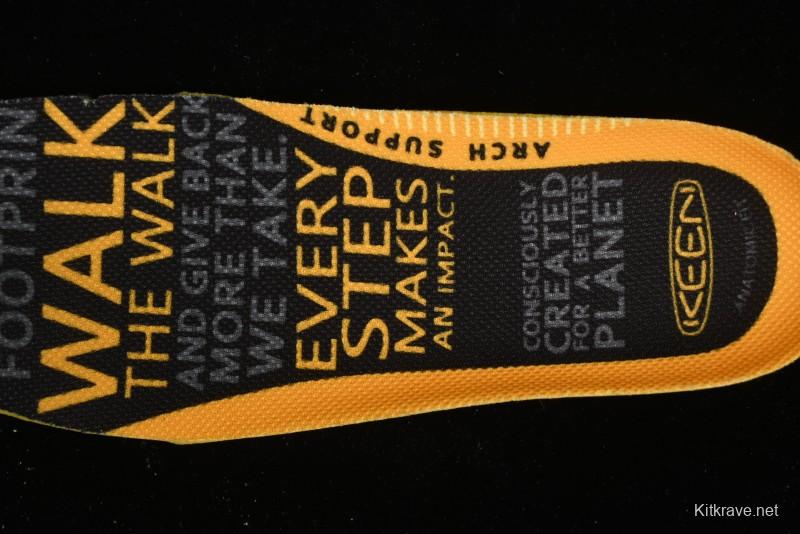 FOOTPRIN
WALK
THE WALK
AND GIVE BACK
MORE THAN
WE TAKE.
EVERY
STEP
MAKES
AN IMPACT.
CONSCIOUSLY
CREATED
FOR A BETTER
PLANET
KEEN
ANATOMIC FIT
ARCH SUPPORT
Kitkrave.net